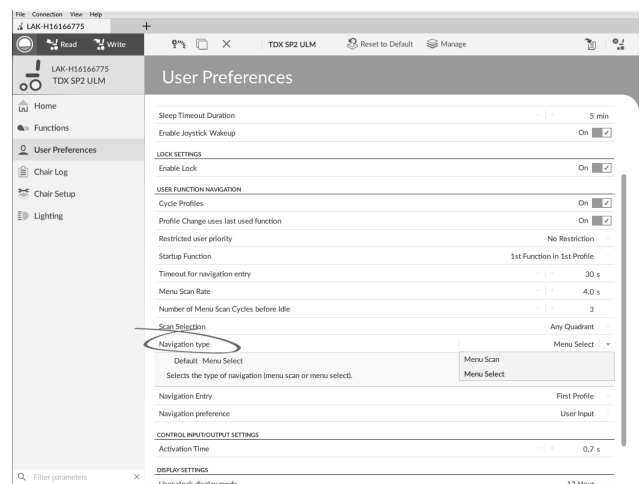 File Connection View Help
LAK-H16166775
Read Write TDX SP2 ULM Reset to Default Manage
LAK-H16166775
TDX SP2 ULM
User Preferences
Home
Functions
User Preferences
Chair Log
Chair Setup
Lighting
Sleep Timeout Duration 5 min
Enable Joystick Wakeup On
LOCK SETTINGS
Enable Lock On
USER FUNCTION NAVIGATION
Cycle Profiles On
Profile Change uses last used function On
Restricted user priority No Restriction
Startup Function 1st Function in 1st Profile
Timeout for navigation entry 30 s
Menu Scan Rate 4.0 s
Number of Menu Scan Cycles before Idle 3
Scan Selection Any Quadrant
Navigation type Menu Select
Default Menu Select
Selects the type of navigation (menu scan or menu select).
Menu Scan
Menu Select
Navigation Entry First Profile
Navigation preference User Input
CONTROL INPUT/OUTPUT SETTINGS
Activation Time 0.7 s
DISPLAY SETTINGS
User clock display mode 12 Hour
Filter parameters